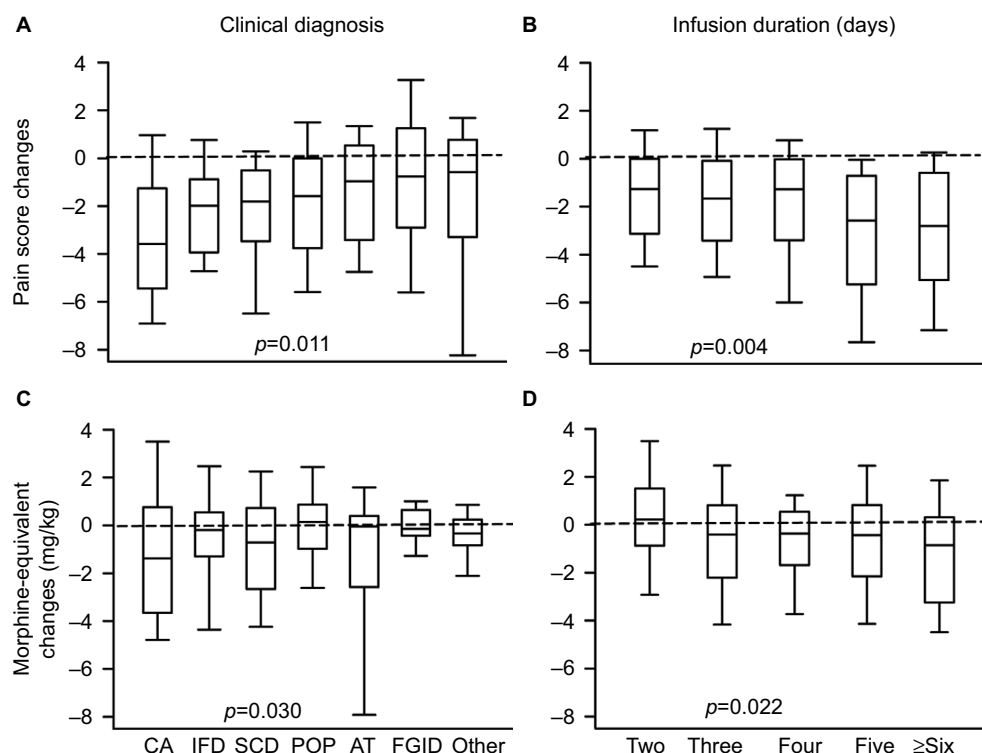 A Clinical diagnosis
B Infusion duration (days)
Pain score changes
4
2
0
–2
–4
–6
–8
p=0.011
4
2
0
–2
–4
–6
–8
p=0.004
C
Morphine-equivalent
changes (mg/kg)
4
2
0
–2
–4
–6
–8
p=0.030
CA IFD SCD POP AT FGID Other
D
4
2
0
–2
–4
–6
–8
p=0.022
Two Three Four Five ≥Six